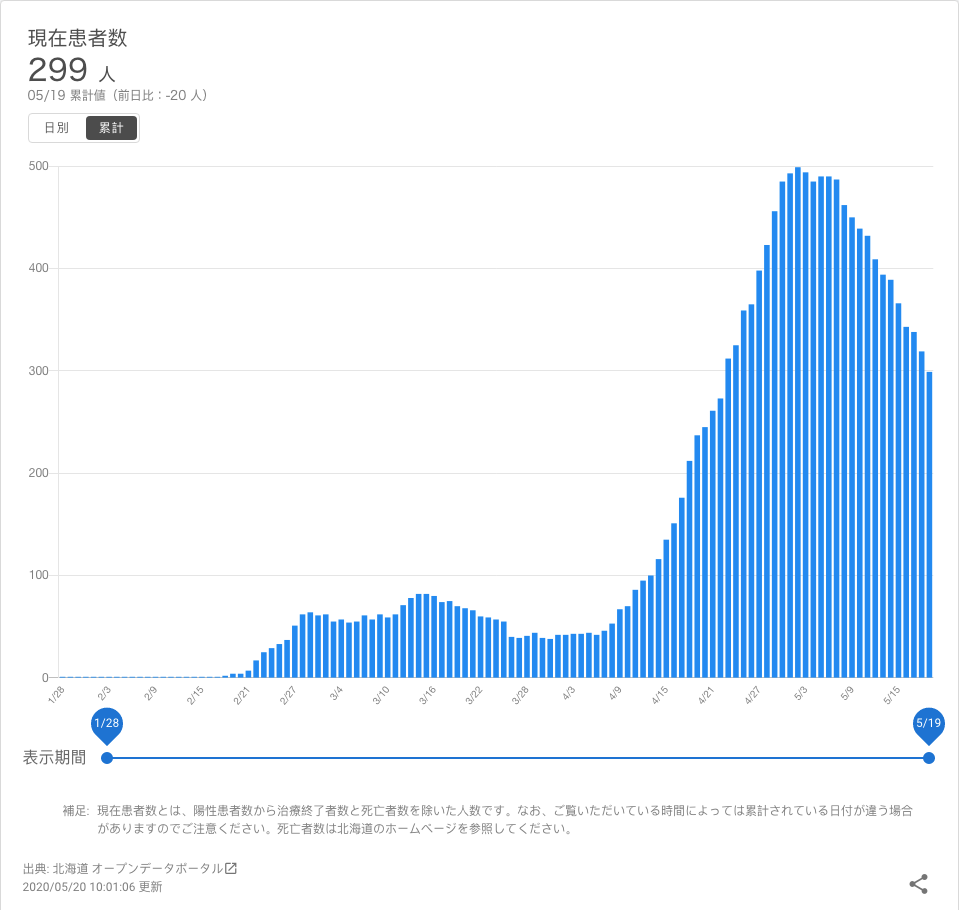 現在患者数
299 人
05/19 累計値（前日比：-20 人）
日別 累計
500
400
300
200
100
0
1/28 2/3 2/9 2/15 2/21 2/27 3/4 3/10 3/16 3/22 3/28 4/3 4/9 4/15 4/21 4/27 5/3 5/9 5/15
1/28 5/19
表示期間
補足: 現在患者数とは、陽性患者数から治療終了者数と死亡者数を除いた人数です。なお、ご覧いただいている時間によっては累計されている日付が違う場合
がありますのでご注意ください。死亡者数は北海道のホームページを参照してください。
出典: 北海道 オープンデータポータル
2020/05/20 10:01:06 更新